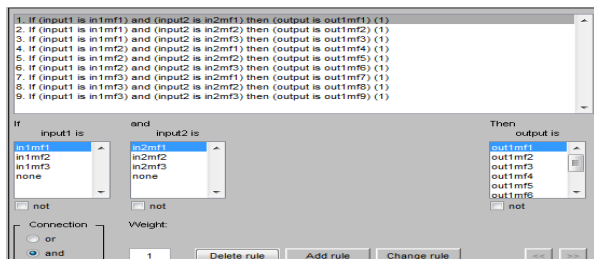 1. If (input1 is in1mf1) and (input2 is in2mf1) then (output is out1mf1) (1)
2. If (input1 is in1mf1) and (input2 is in2mf2) then (output is out1mf2) (1)
3. If (input1 is in1mf1) and (input2 is in2mf3) then (output is out1mf3) (1)
4. If (input1 is in1mf2) and (input2 is in2mf1) then (output is out1mf4) (1)
5. If (input1 is in1mf2) and (input2 is in2mf2) then (output is out1mf5) (1)
6. If (input1 is in1mf2) and (input2 is in2mf3) then (output is out1mf6) (1)
7. If (input1 is in1mf3) and (input2 is in2mf1) then (output is out1mf7) (1)
8. If (input1 is in1mf3) and (input2 is in2mf2) then (output is out1mf8) (1)
9. If (input1 is in1mf3) and (input2 is in2mf3) then (output is out1mf9) (1)
If and Then
input1 is input2 is output is
in1mf1 in2mf1 out1mf1
in1mf2 in2mf2 out1mf2
in1mf3 in2mf3 out1mf3
none none out1mf4
out1mf5
out1mf6
not not not
Connection Weight:
or
and 1 Delete rule Add rule Change rule << >>